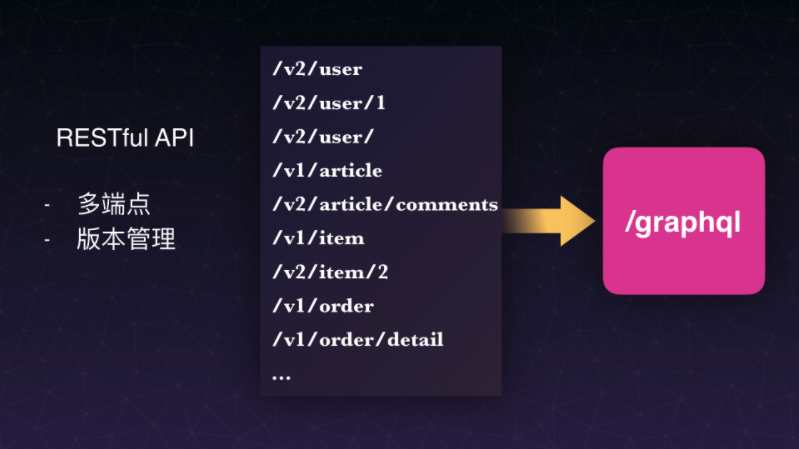 RESTful API
- 多端点
- 版本管理
/v2/user
/v2/user/1
/v2/user/
/v1/article
/v2/article/comments
/v1/item
/v2/item/2
/v1/order
/v1/order/detail
...
/graphql